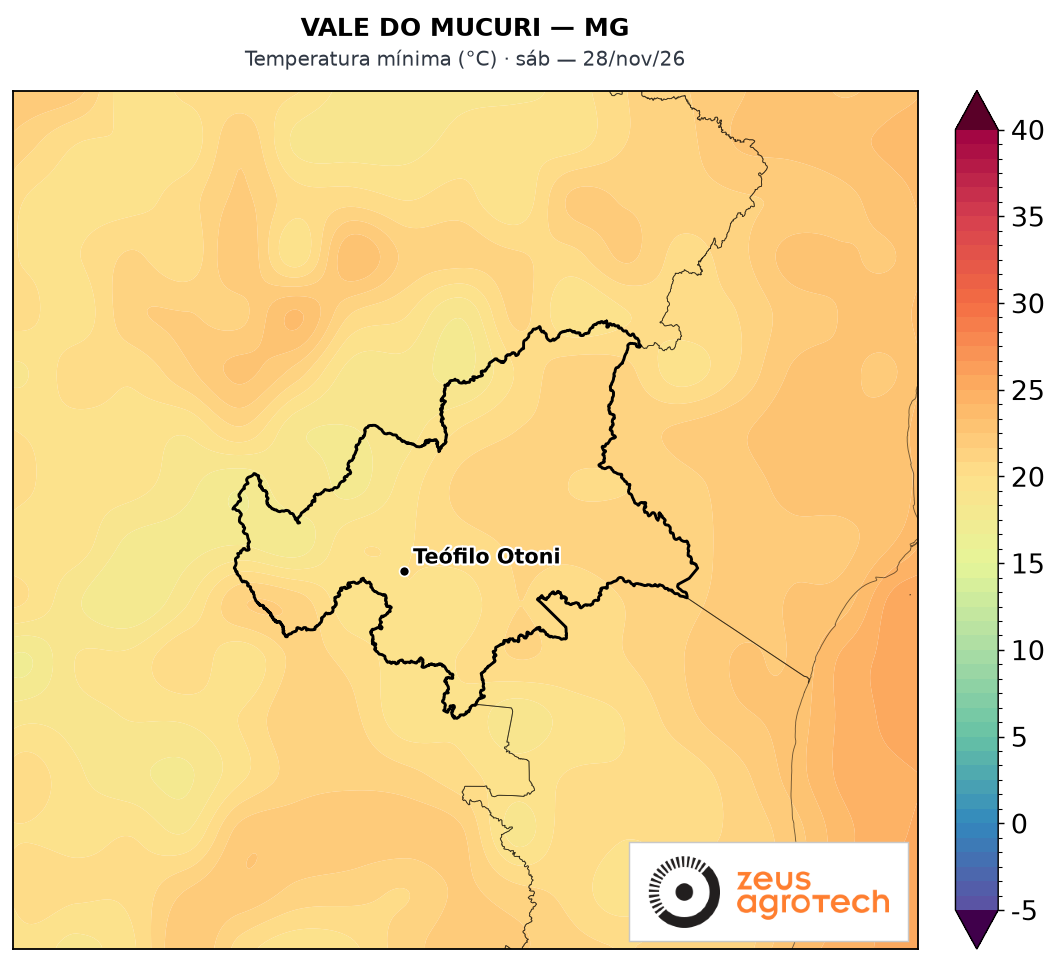 VALE DO MUCURI — MG
Temperatura mínima (°C) · sáb — 28/nov/26
40
35
30
25
20
15
10
5
0
-5
Teófilo Otoni
zeus
agrotech